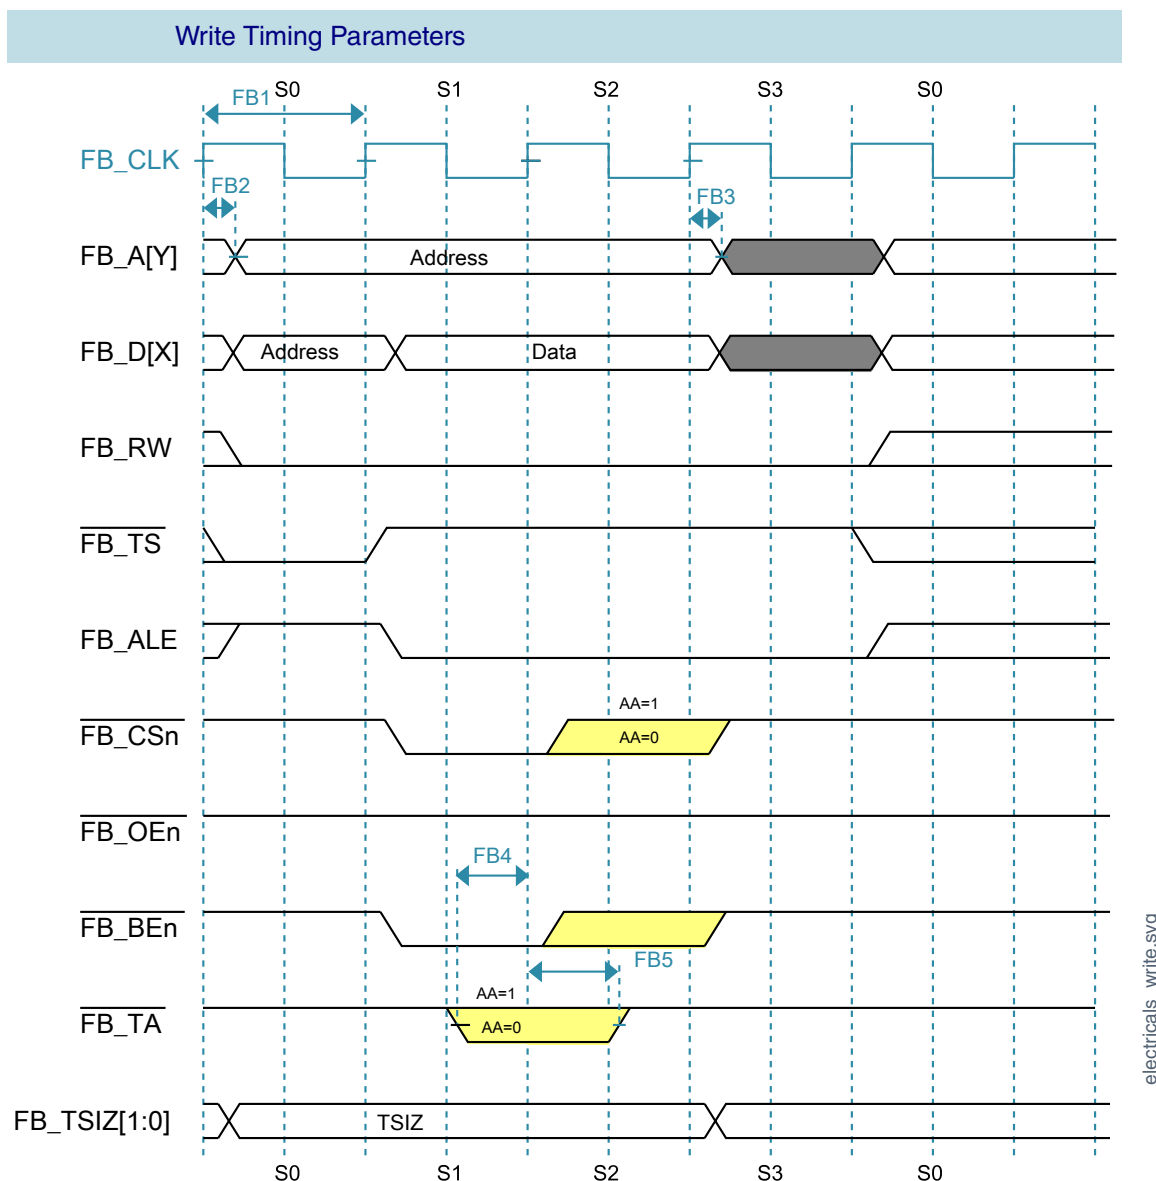 Write Timing Parameters
S0 S1 S2 S3 S0
FB1
FB_CLK
FB2 FB3
FB_A[Y] Address
FB_D[X] Address Data
FB_RW
FB_TS
FB_ALE
AA=1
FB_CSn AA=0
FB_OEn
FB4
FB_BEn
FB5
AA=1
FB_TA AA=0
FB_TSIZ[1:0] TSIZ
S0 S1 S2 S3 S0
electricals_write.svg